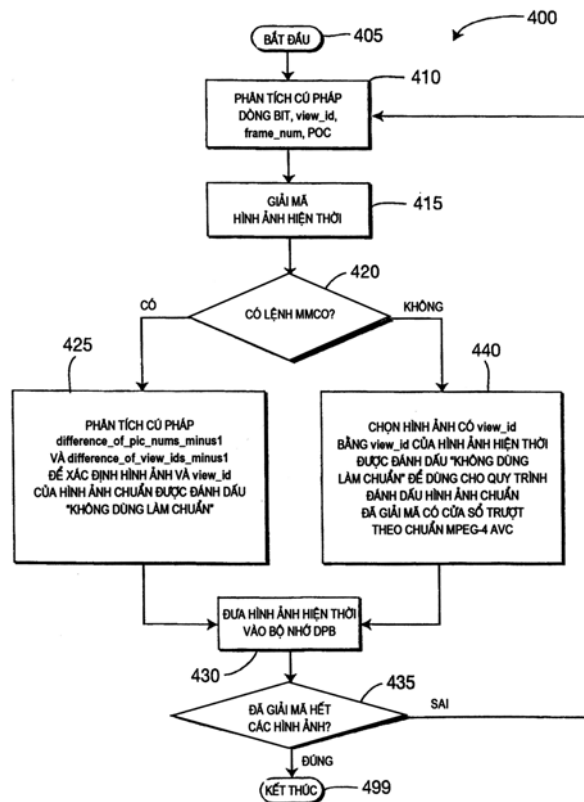 400
BẮT ĐẦU
405
410
PHÂN TÍCH CÚ PHÁP
DÒNG BIT, view_id,
frame_num, POC
GIẢI MÃ
HÌNH ẢNH HIỆN THỜI
415
420
CÓ LỆNH MMCO?
CÓ
KHÔNG
425
PHÂN TÍCH CÚ PHÁP
difference_of_pic_nums_minus1
VÀ difference_of_view_ids_minus1
ĐỂ XÁC ĐỊNH HÌNH ẢNH VÀ view_id
CỦA HÌNH ẢNH CHUẨN ĐƯỢC ĐÁNH DẤU
"KHÔNG DÙNG LÀM CHUẨN"
440
CHỌN HÌNH ẢNH CÓ view_id
BẰNG view_id CỦA HÌNH ẢNH HIỆN THỜI
ĐƯỢC ĐÁNH DẤU "KHÔNG DÙNG
LÀM CHUẨN" ĐỂ DÙNG CHO QUY TRÌNH
ĐÁNH DẤU HÌNH ẢNH CHUẨN
ĐÃ GIẢI MÃ CÓ CỬA SỔ TRƯỢT
THEO CHUẨN MPEG-4 AVC
ĐƯA HÌNH ẢNH HIỆN THỜI
VÀO BỘ NHỚ DPB
430
435
ĐÃ GIẢI MÃ HẾT
CÁC HÌNH ẢNH?
SAI
ĐÚNG
KẾT THÚC
499